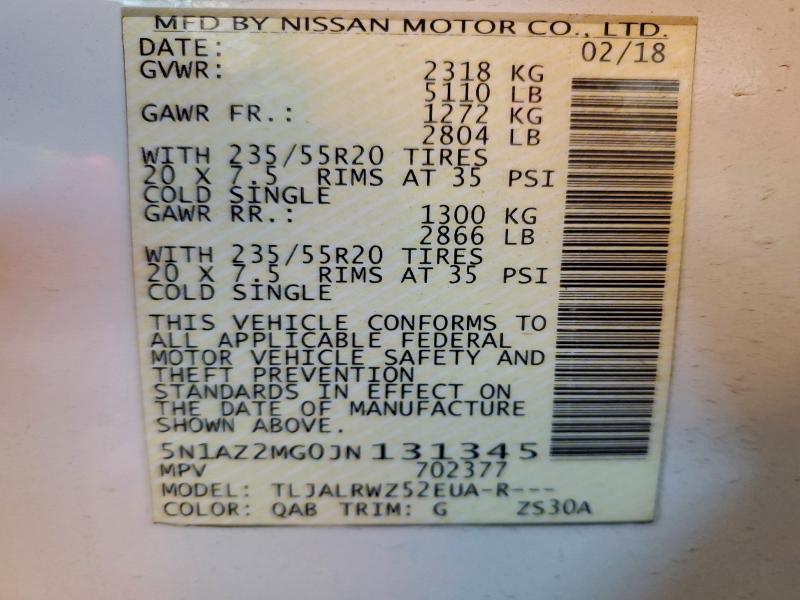 MFD BY NISSAN MOTOR CO., LTD.
DATE: 02/18
GVWR: 2318 KG
5110 LB
GAWR FR.: 1272 KG
2804 LB
WITH 235/55R20 TIRES
20 X 7.5 RIMS AT 35 PSI
COLD SINGLE
GAWR RR.: 1300 KG
2866 LB
WITH 235/55R20 TIRES
20 X 7.5 RIMS AT 35 PSI
COLD SINGLE
THIS VEHICLE CONFORMS TO
ALL APPLICABLE FEDERAL
MOTOR VEHICLE SAFETY AND
THEFT PREVENTION
STANDARDS IN EFFECT ON
THE DATE OF MANUFACTURE
SHOWN ABOVE.
5N1AZ2MG0JN131345
MPV 702377
MODEL: TLJALRWZ52EUA-R---
COLOR: QAB TRIM: G ZS30A